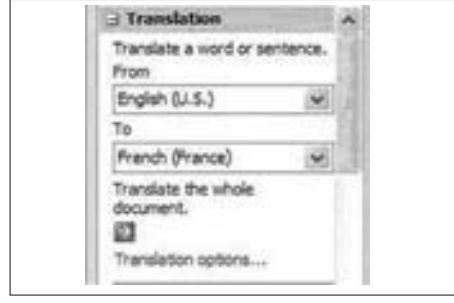 Translation
Translate a word or sentence.
From
English (U.S.)
To
French (France)
Translate the whole
document.
Translation options...